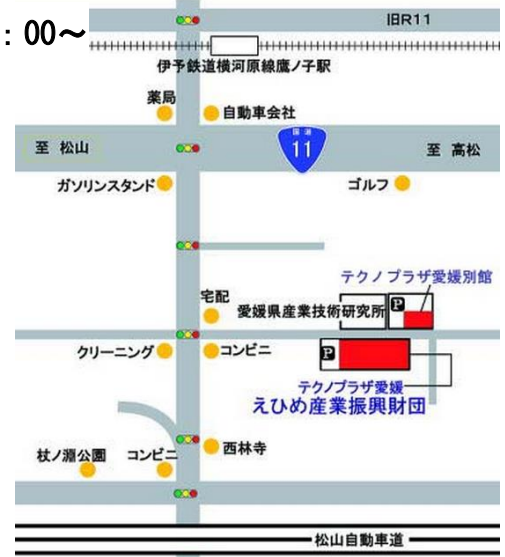 旧R11
: 00～
伊予鉄道横河原線鷹ノ子駅
薬局
自動車会社
国道
11
至 松山
至 高松
ガソリンスタンド
ゴルフ
テクノプラザ愛媛別館
宅配
P
愛媛県産業技術研究所
クリーニング
コンビニ
P
テクノプラザ愛媛
えひめ産業振興財団
杖ノ淵公園
コンビニ
西林寺
松山自動車道